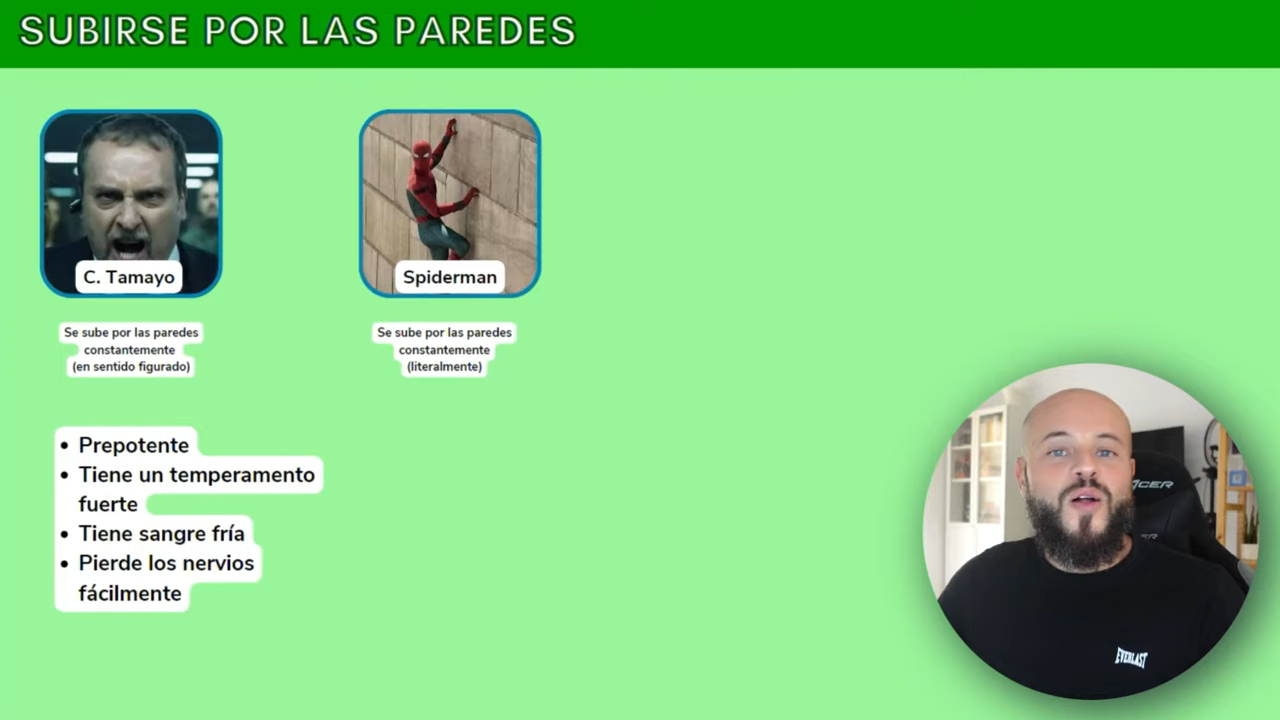 SUBIRSE POR LAS PAREDES
C. Tamayo
Spiderman
Se sube por las paredes
constantemente
(en sentido figurado)
Se sube por las paredes
constantemente
(literalmente)
• Prepotente
• Tiene un temperamento
fuerte
• Tiene sangre fría
• Pierde los nervios
fácilmente
EVERLAST